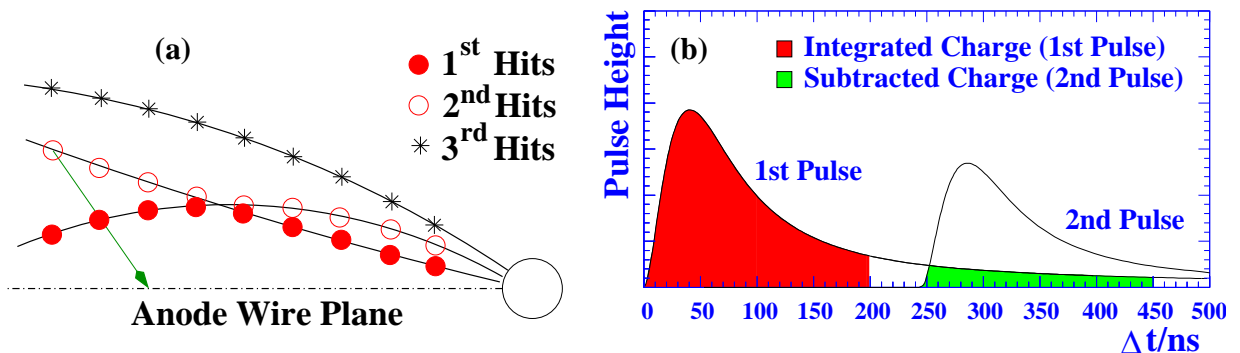 (a)
1st Hits
2nd Hits
3rd Hits
Anode Wire Plane
(b)
Integrated Charge (1st Pulse)
Subtracted Charge (2nd Pulse)
Pulse Height
1st Pulse
2nd Pulse
0 50 100 150 200 250 300 350 400 450 500
Δt/ns